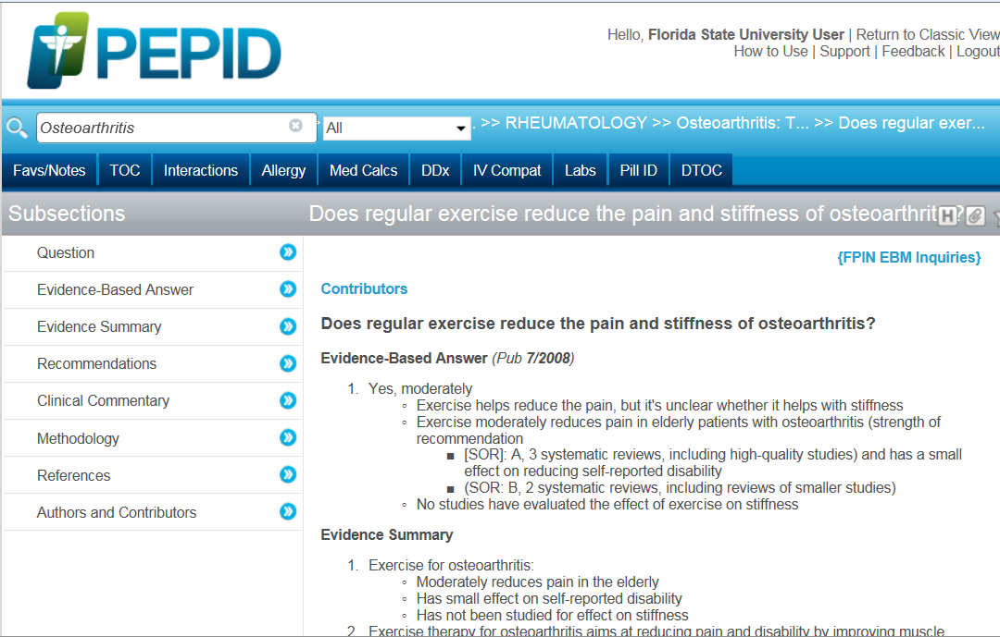 PEPID
Hello, Florida State University User | Return to Classic View
How to Use | Support | Feedback | Logout
Osteoarthritis
All
. >> RHEUMATOLOGY >> Osteoarthritis: T... >> Does regular exer...
Favs/Notes TOC Interactions Allergy Med Calcs DDx IV Compat Labs Pill ID DTOC
Subsections
Does regular exercise reduce the pain and stiffness of osteoarthrit ? H
Question
Evidence-Based Answer
Evidence Summary
Recommendations
Clinical Commentary
Methodology
References
Authors and Contributors
{FPIN EBM Inquiries}
Contributors
Does regular exercise reduce the pain and stiffness of osteoarthritis?
Evidence-Based Answer (Pub 7/2008)
1. Yes, moderately
◦ Exercise helps reduce the pain, but it's unclear whether it helps with stiffness
◦ Exercise moderately reduces pain in elderly patients with osteoarthritis (strength of
recommendation
■ [SOR]: A, 3 systematic reviews, including high-quality studies) and has a small
effect on reducing self-reported disability
■ (SOR: B, 2 systematic reviews, including reviews of smaller studies)
◦ No studies have evaluated the effect of exercise on stiffness
Evidence Summary
1. Exercise for osteoarthritis:
◦ Moderately reduces pain in the elderly
◦ Has small effect on self-reported disability
◦ Has not been studied for effect on stiffness
2. Exercise therapy for osteoarthritis aims at reducing pain and disability by improving muscle